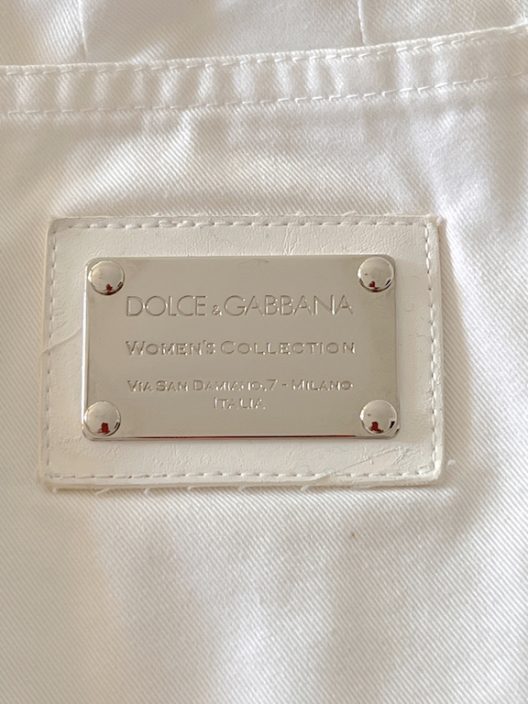 DOLCE & GABBANA
WOMEN'S COLLECTION
VIA SAN DAMIANO,7 - MILANO
ITALIA